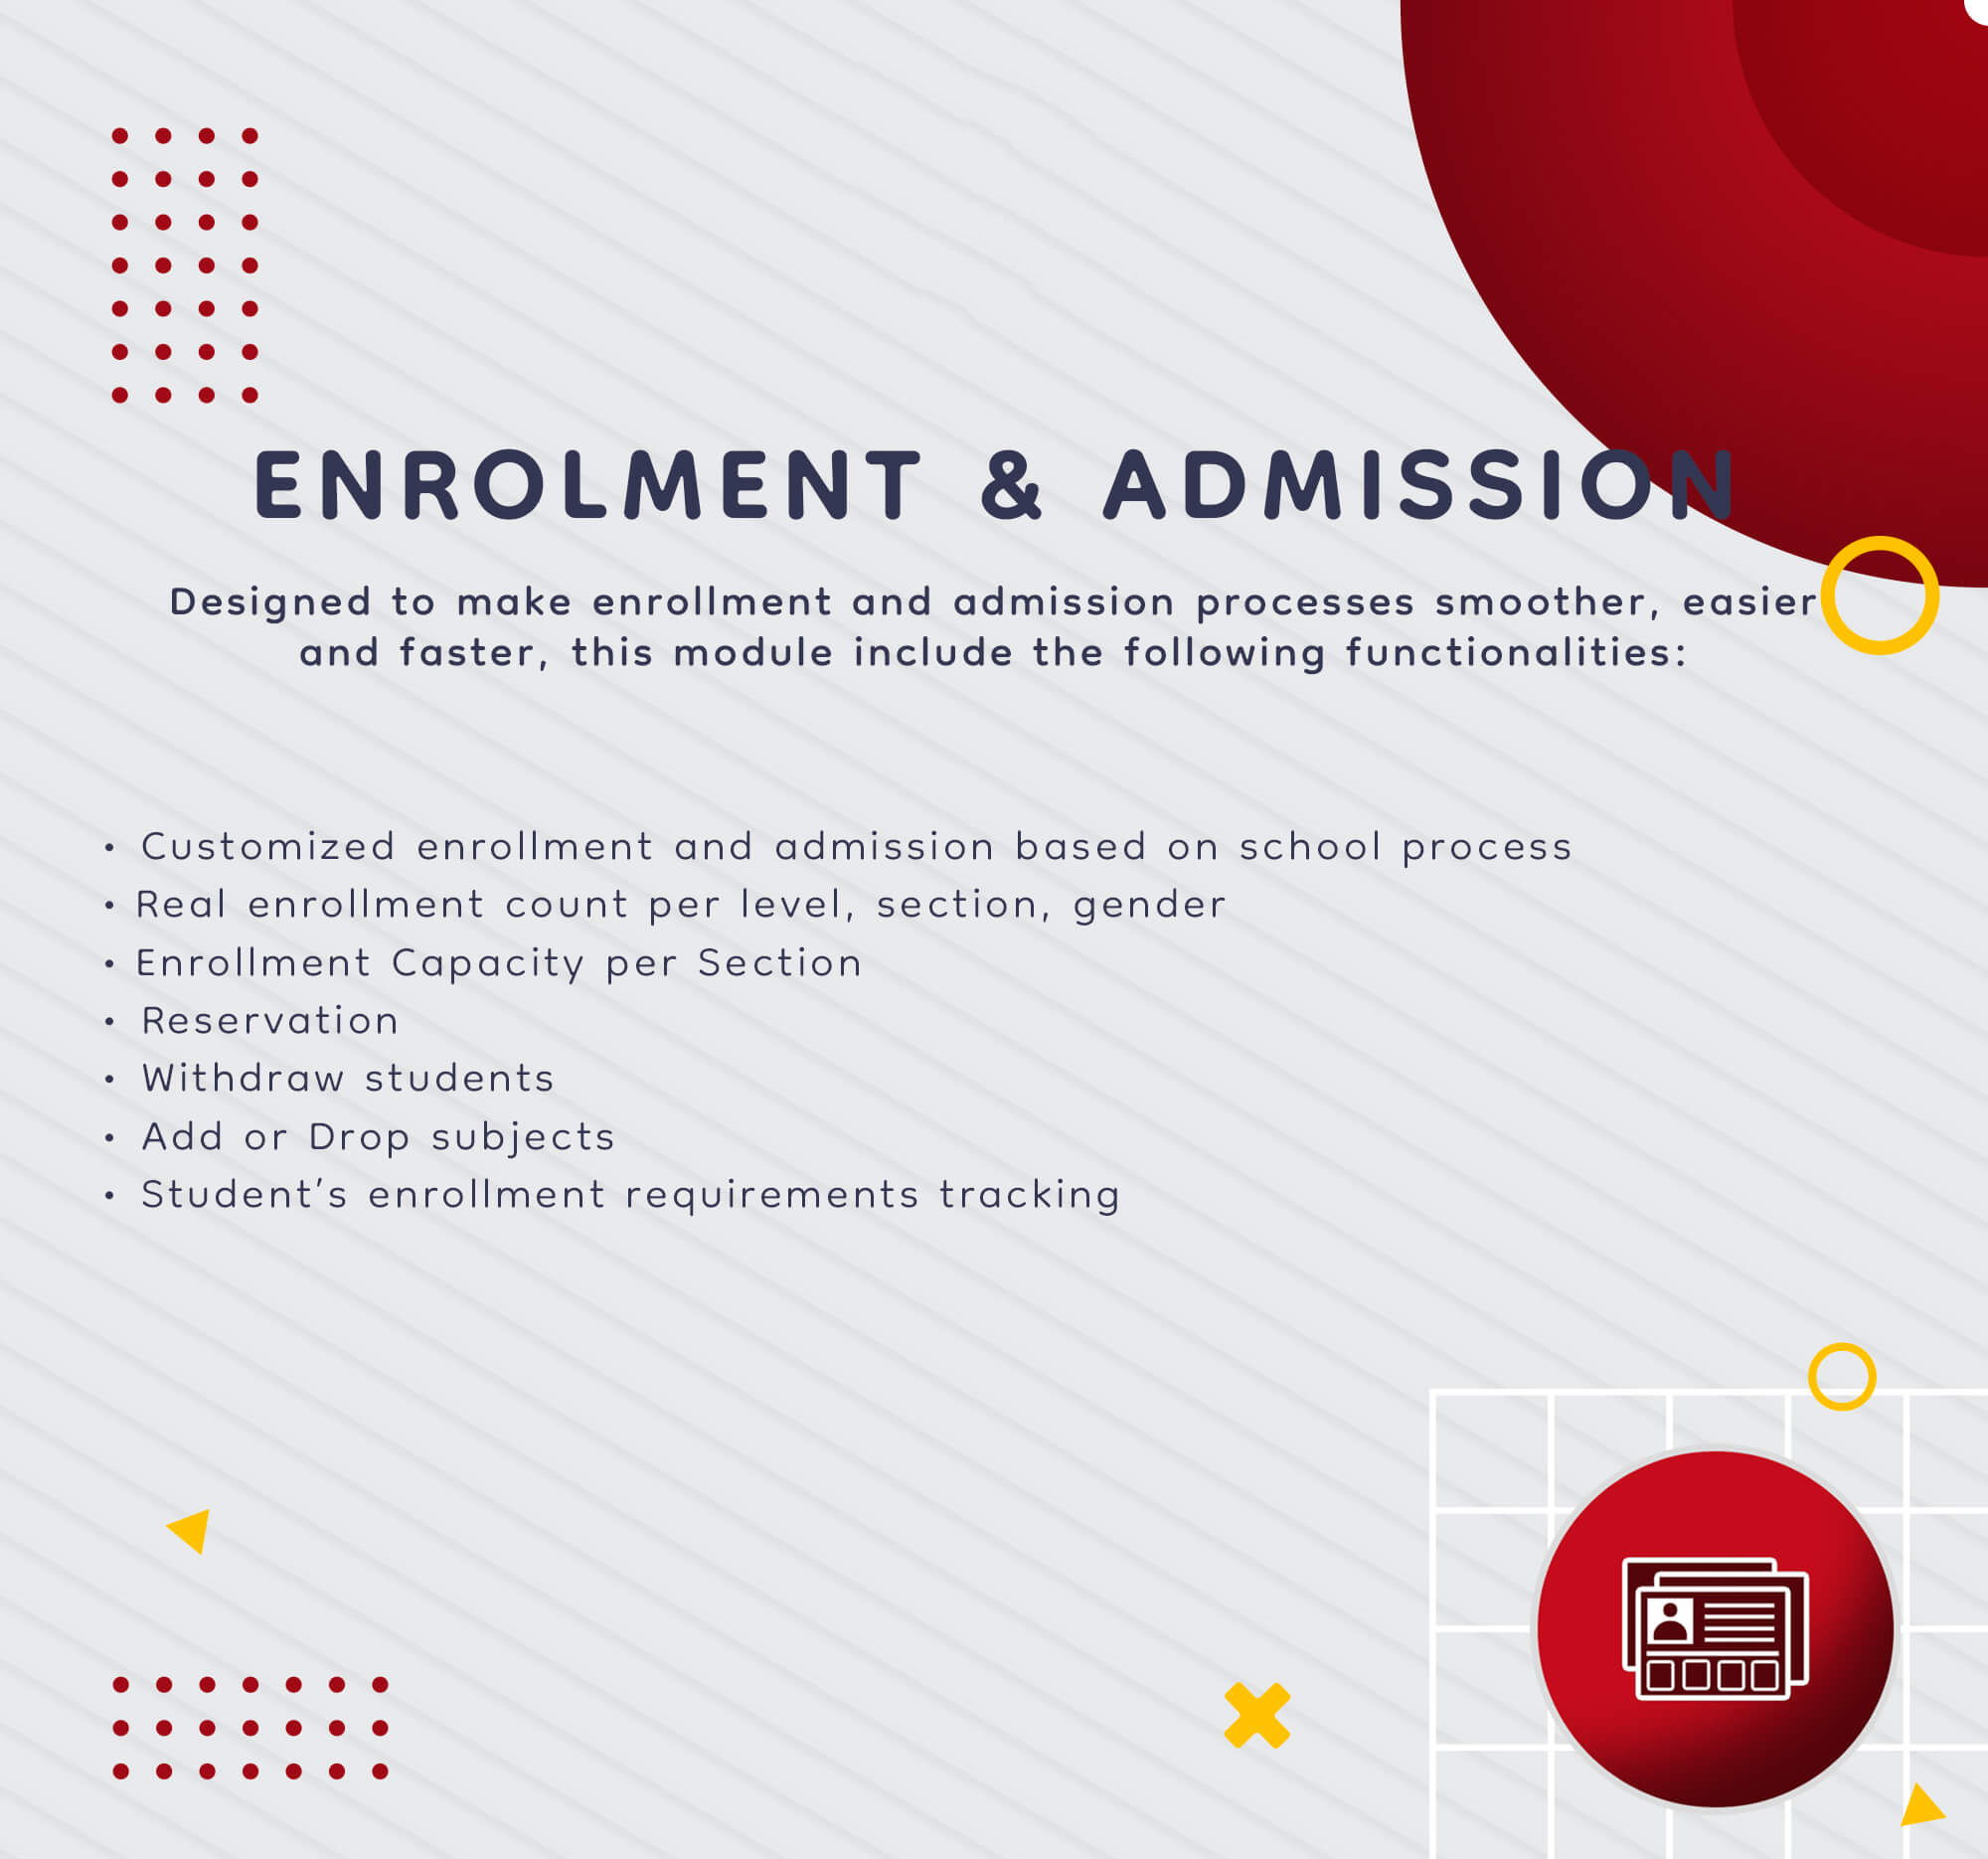 ENROLMENT & ADMISSION
Designed to make enrollment and admission processes smoother, easier
and faster, this module include the following functionalities:
• Customized enrollment and admission based on school process
• Real enrollment count per level, section, gender
• Enrollment Capacity per Section
• Reservation
• Withdraw students
• Add or Drop subjects
• Student's enrollment requirements tracking